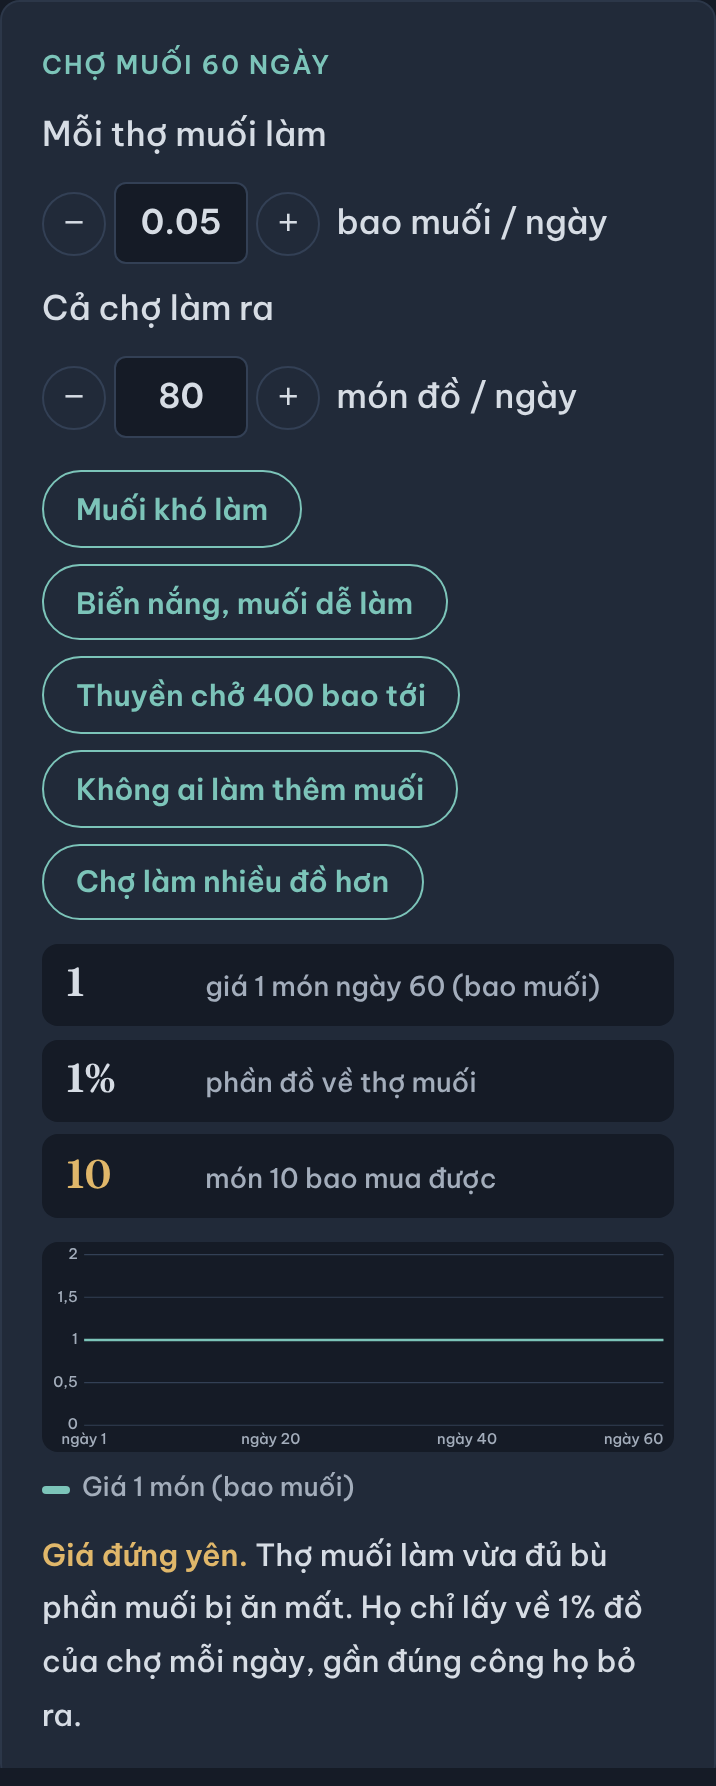 CHỢ MUỐI 60 NGÀY
Mỗi thợ muối làm
− 0.05 + bao muối / ngày
Cả chợ làm ra
− 80 + món đồ / ngày
Muối khó làm
Biển nắng, muối dễ làm
Thuyền chở 400 bao tới
Không ai làm thêm muối
Chợ làm nhiều đồ hơn
1 giá 1 món ngày 60 (bao muối)
1% phần đồ về thợ muối
10 món 10 bao mua được
2
1,5
1
0,5
0
ngày 1 ngày 20 ngày 40 ngày 60
Giá 1 món (bao muối)
Giá đứng yên. Thợ muối làm vừa đủ bù
phần muối bị ăn mất. Họ chỉ lấy về 1% đồ
của chợ mỗi ngày, gần đúng công họ bỏ
ra.